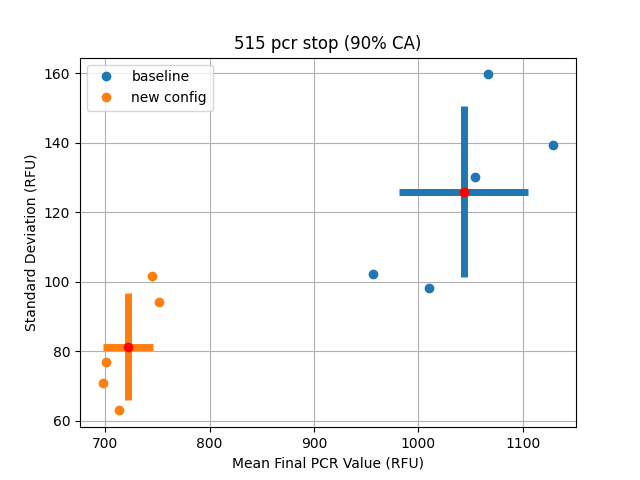 515 pcr stop (90% CA)
baseline
new config
Standard Deviation (RFU)
160
140
120
100
80
60
700 800 900 1000 1100
Mean Final PCR Value (RFU)